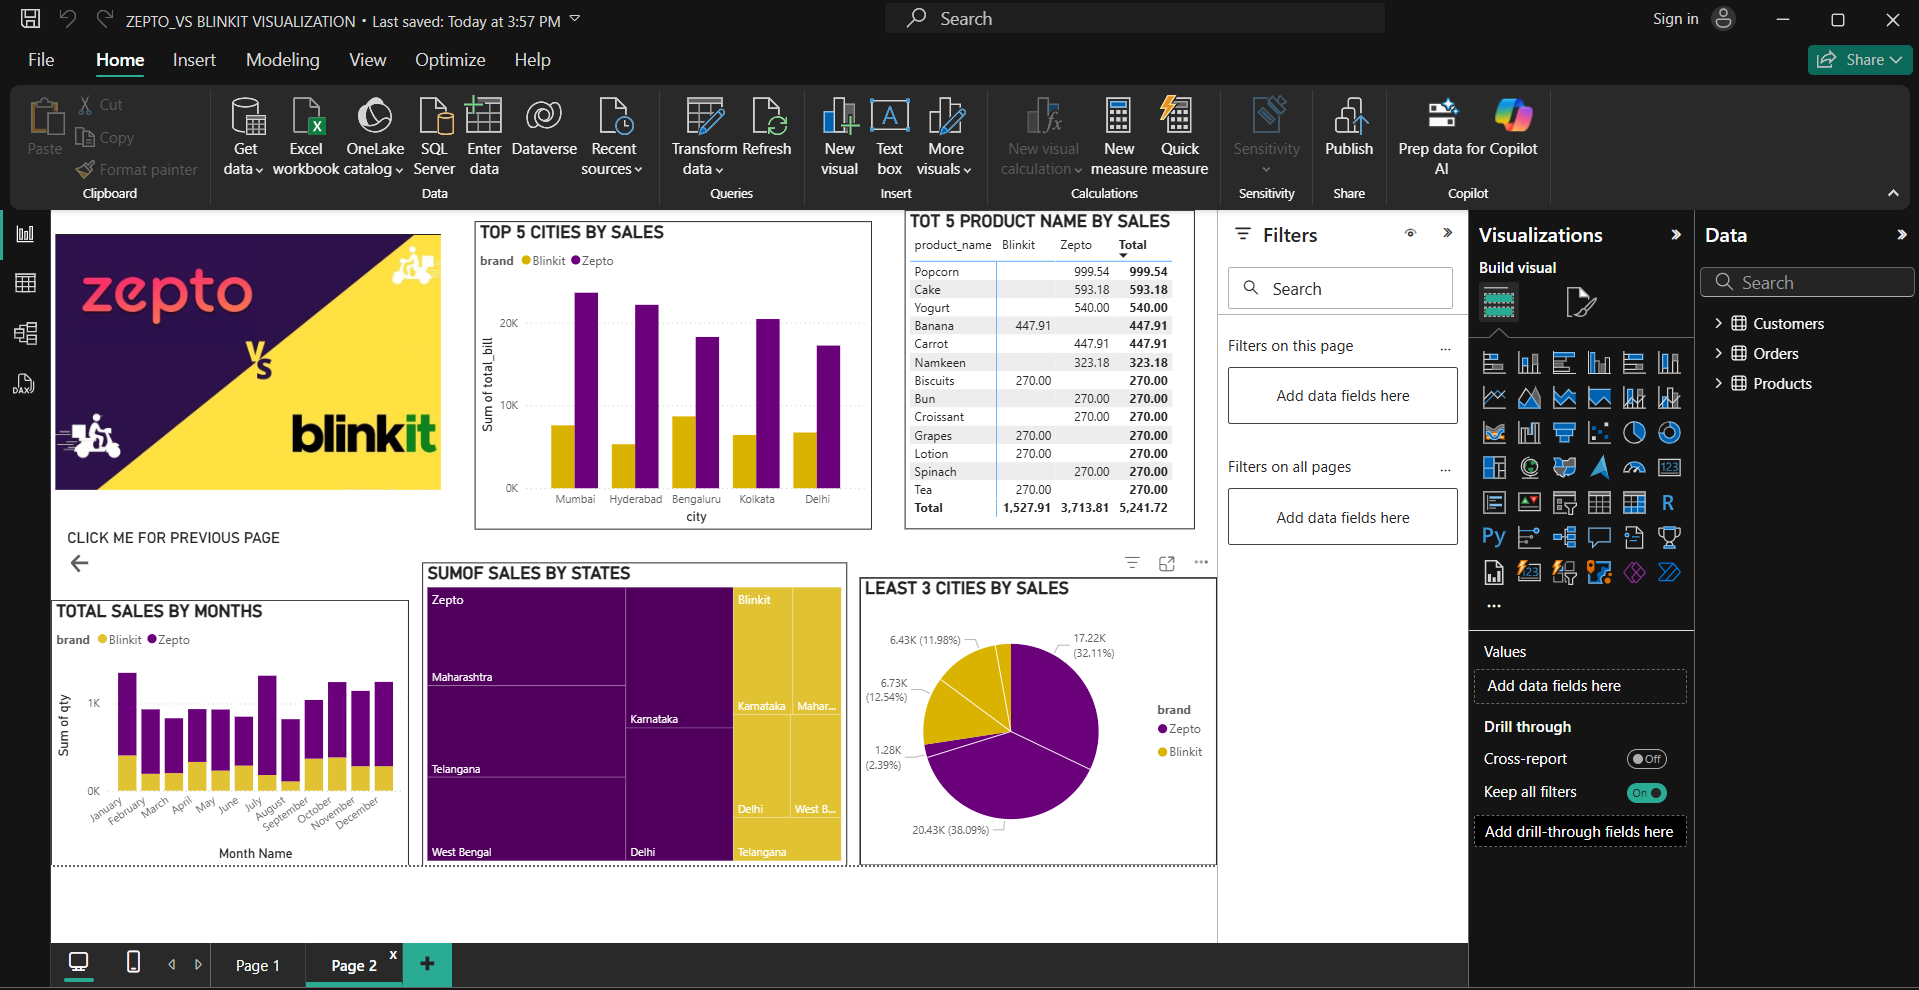 ZEPTO_VS BLINKIT VISUALIZATION • Last saved: Today at 3:57 PM
Search
Sign in
File Home Insert Modeling View Optimize Help
Share
Paste
Cut
Copy
Format painter
Clipboard
Get data
Excel workbook
OneLake catalog
SQL Server
Enter data
Dataverse
Recent sources
Data
Transform data
Refresh
Queries
New visual
Text box
More visuals
Insert
New visual calculation
New measure
Quick measure
Calculations
Sensitivity
Sensitivity
Publish
Share
Prep data for AI
Copilot
Copilot
zepto
vs
blinkit
CLICK ME FOR PREVIOUS PAGE
TOP 5 CITIES BY SALES
brand Blinkit Zepto
Sum of total_bill
20K
10K
0K
Mumbai Hyderabad Bengaluru Kolkata Delhi
city
TOT 5 PRODUCT NAME BY SALES
product_name Blinkit Zepto Total
Popcorn 999.54 999.54
Cake 593.18 593.18
Yogurt 540.00 540.00
Banana 447.91 447.91
Carrot 447.91 447.91
Namkeen 323.18 323.18
Biscuits 270.00 270.00
Bun 270.00 270.00
Croissant 270.00 270.00
Grapes 270.00 270.00
Lotion 270.00 270.00
Spinach 270.00 270.00
Tea 270.00 270.00
Total 1,527.91 3,713.81 5,241.72
TOTAL SALES BY MONTHS
brand Blinkit Zepto
Sum of qty
1K
0K
January February March April May June July August September October November December
Month Name
SUMOF SALES BY STATES
Zepto
Maharashtra
Telangana
West Bengal
Karnataka
Delhi
Blinkit
Karnataka
Mahar...
Delhi
West B...
Telangana
LEAST 3 CITIES BY SALES
6.43K (11.98%)
17.22K
(32.11%)
6.73K
(12.54%)
1.28K
(2.39%)
20.43K (38.09%)
brand
Zepto
Blinkit
Filters
Search
Filters on this page
...
Add data fields here
Filters on all pages
...
Add data fields here
Visualizations
Build visual
123
R
Py
123
...
Values
Add data fields here
Drill through
Cross-report
Off
Keep all filters
On
Add drill-through fields here
Data
Search
Customers
Orders
Products
DAX
Page 1
Page 2
x
+